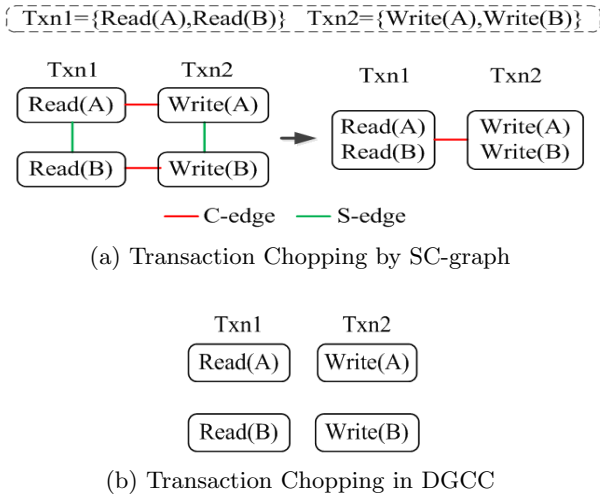 Txn1={Read(A),Read(B)} Txn2={Write(A),Write(B)}
Txn1 Txn2
Read(A) Write(A)
Read(B) Write(B)
Txn1 Txn2
Read(A) Write(A)
Read(B) Write(B)
C-edge S-edge
(a) Transaction Chopping by SC-graph
Txn1 Txn2
Read(A) Write(A)
Read(B) Write(B)
(b) Transaction Chopping in DGCC